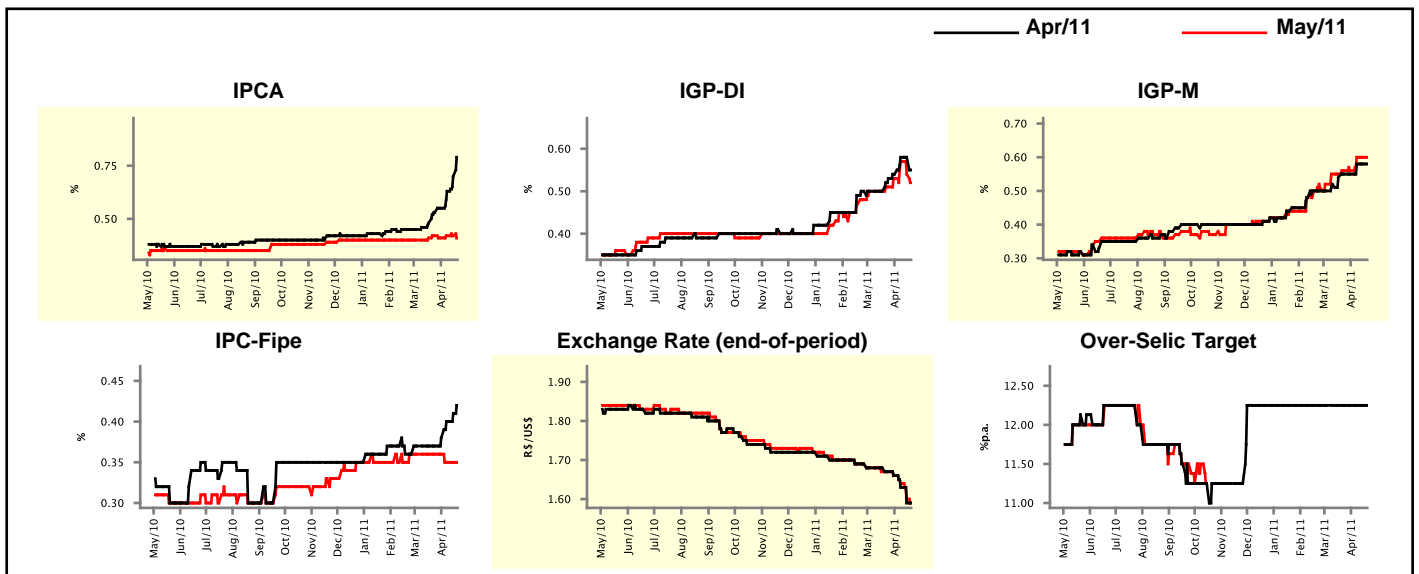 Apr/11 May/11
IPCA IGP-DI IGP-M
%
0.75
0.50
May/10 Jun/10 Jul/10 Aug/10 Sep/10 Oct/10 Nov/10 Dec/10 Jan/11 Feb/11 Mar/11 Apr/11
%
0.60
0.50
0.40
May/10 Jun/10 Jul/10 Aug/10 Sep/10 Oct/10 Nov/10 Dec/10 Jan/11 Feb/11 Mar/11 Apr/11
%
0.70
0.60
0.50
0.40
0.30
May/10 Jun/10 Jul/10 Aug/10 Sep/10 Oct/10 Nov/10 Dec/10 Jan/11 Feb/11 Mar/11 Apr/11
IPC-Fipe Exchange Rate (end-of-period) Over-Selic Target
%
0.45
0.40
0.35
0.30
May/10 Jun/10 Jul/10 Aug/10 Sep/10 Oct/10 Nov/10 Dec/10 Jan/11 Feb/11 Mar/11 Apr/11
R$/US$
1.90
1.80
1.70
1.60
May/10 Jun/10 Jul/10 Aug/10 Sep/10 Oct/10 Nov/10 Dec/10 Jan/11 Feb/11 Mar/11 Apr/11
%p.a.
12.50
12.00
11.50
11.00
May/10 Jun/10 Jul/10 Aug/10 Sep/10 Oct/10 Nov/10 Dec/10 Jan/11 Feb/11 Mar/11 Apr/11